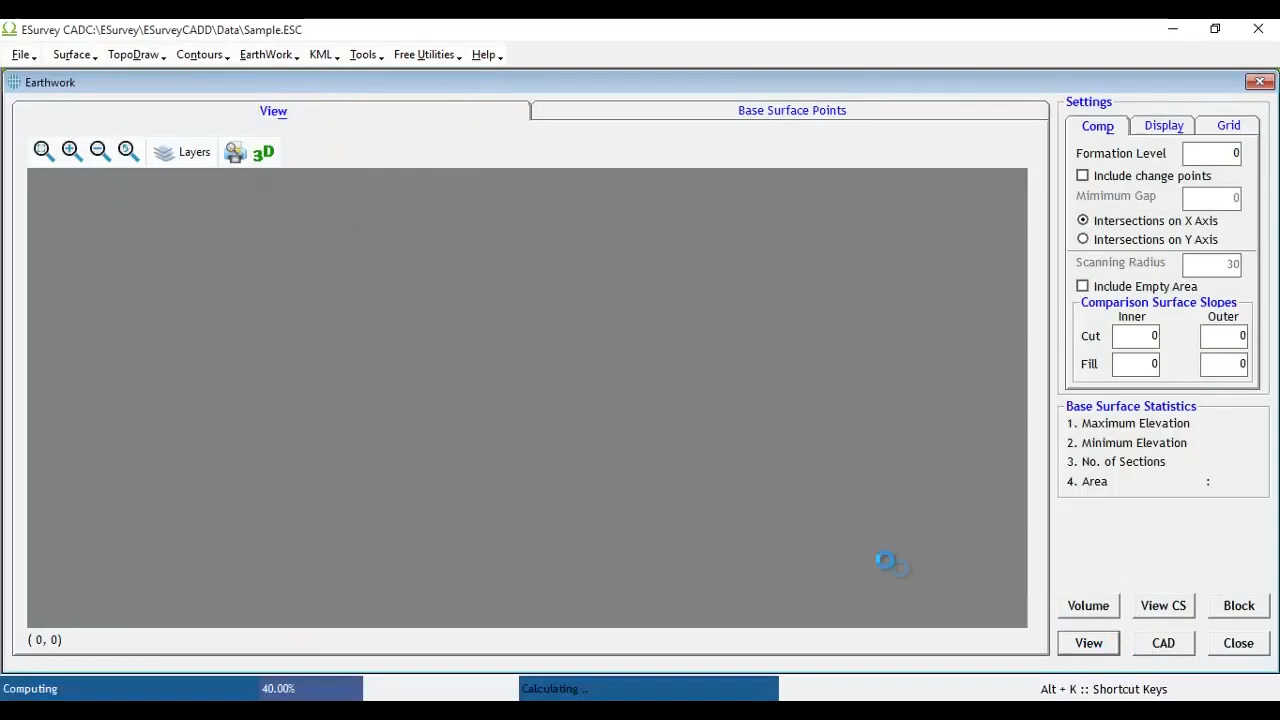 ESurvey CADC:\ESurvey\ESurveyCADD\Data\Sample.ESC
File Surface TopoDraw Contours EarthWork KML Tools Free Utilities Help
Earthwork
View Base Surface Points
Layers 3D
Settings
Comp Display Grid
Formation Level 0
Include change points
Mimimum Gap 0
Intersections on X Axis
Intersections on Y Axis
Scanning Radius 30
Include Empty Area
Comparison Surface Slopes
Inner Outer
Cut 0 0
Fill 0 0
Base Surface Statistics
1. Maximum Elevation
2. Minimum Elevation
3. No. of Sections
4. Area :
Volume View CS Block
View CAD Close
( 0, 0)
Computing 40.00% Calculating .. Alt + K :: Shortcut Keys